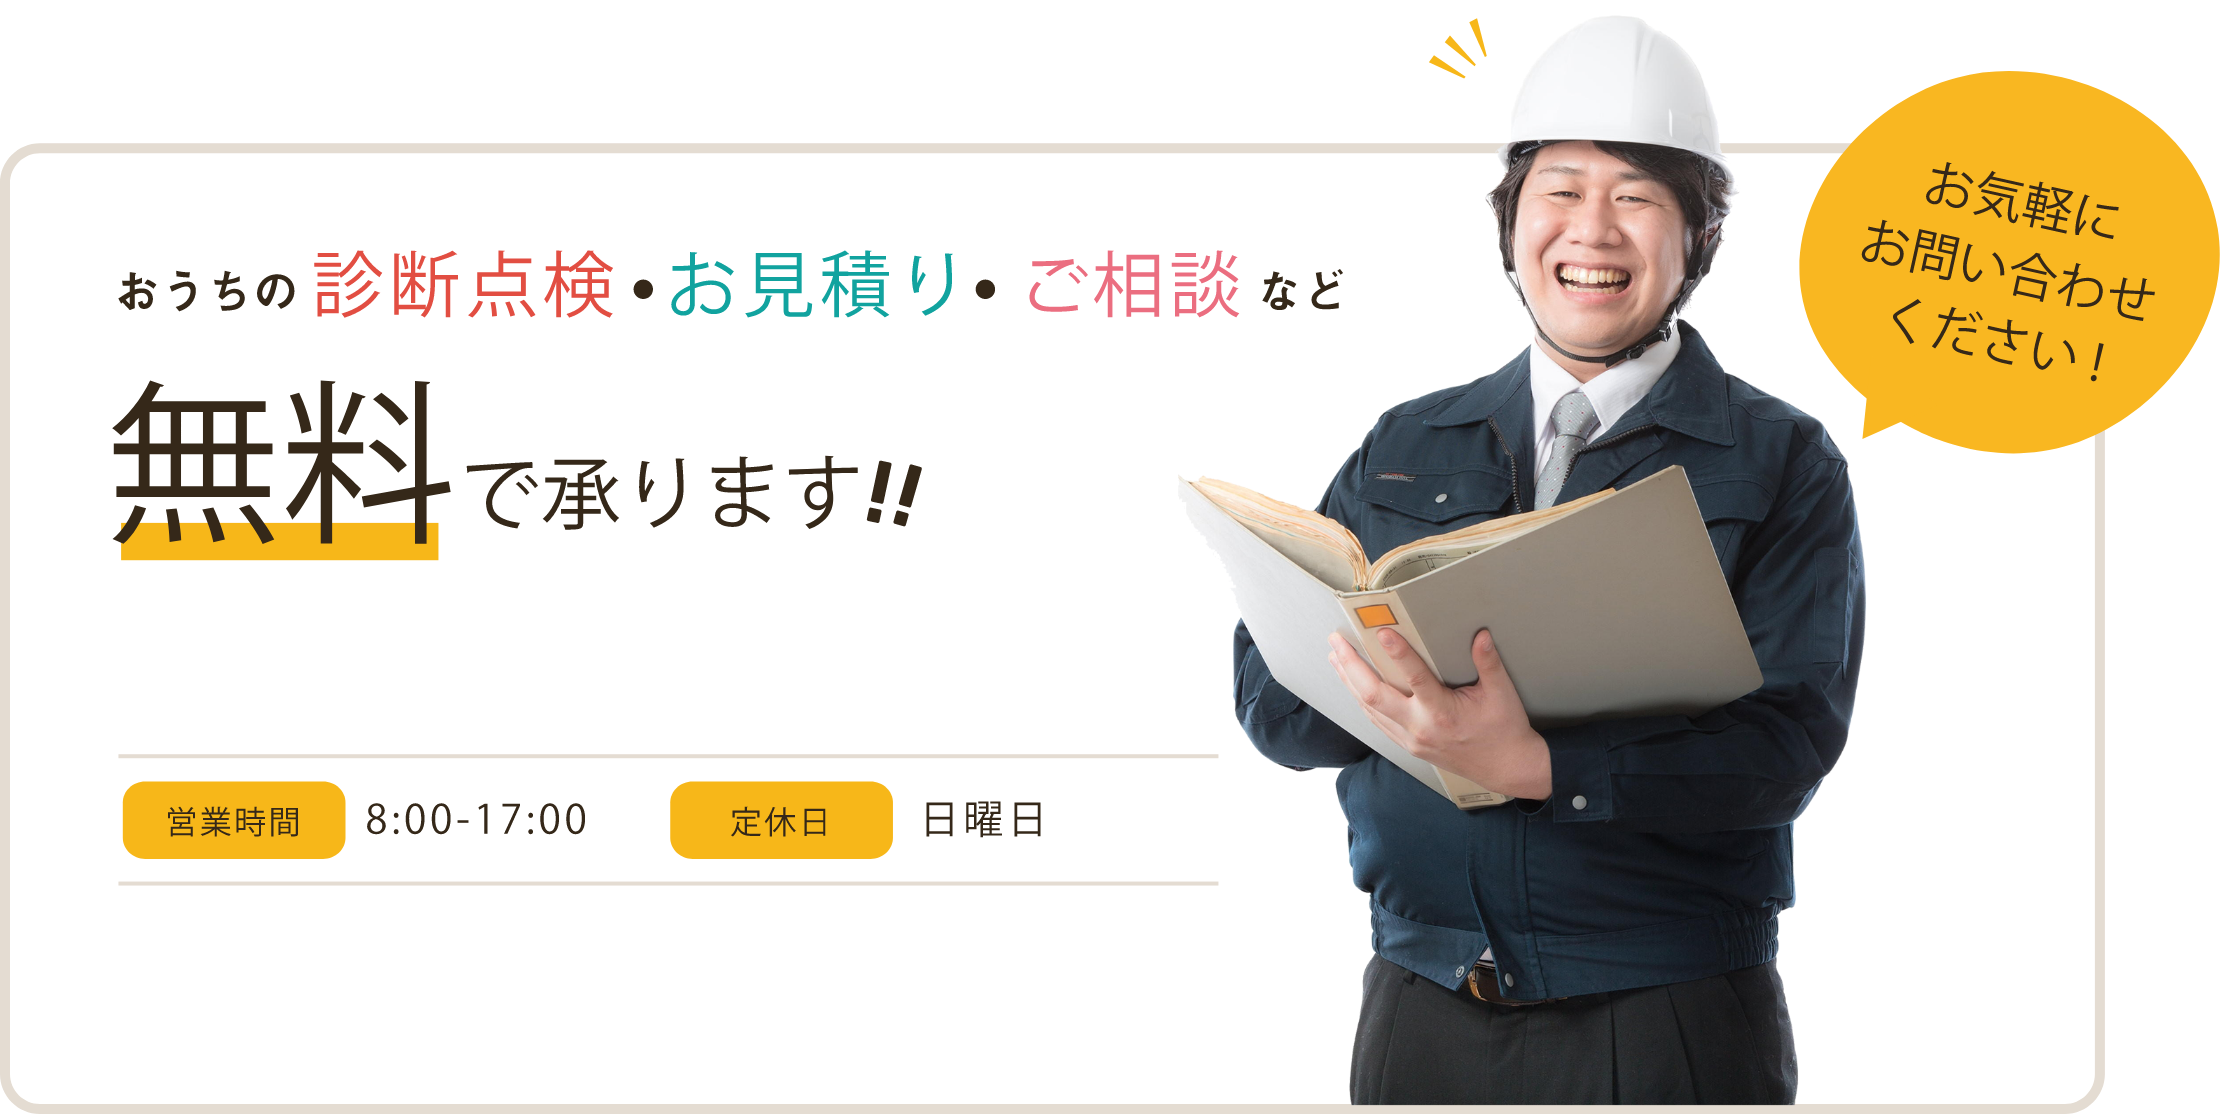 おうちの診断点検・お見積り・ご相談など
無料で承ります!!
営業時間 8:00-17:00 定休日 日曜日
お気軽に
お問い合わせ
ください!